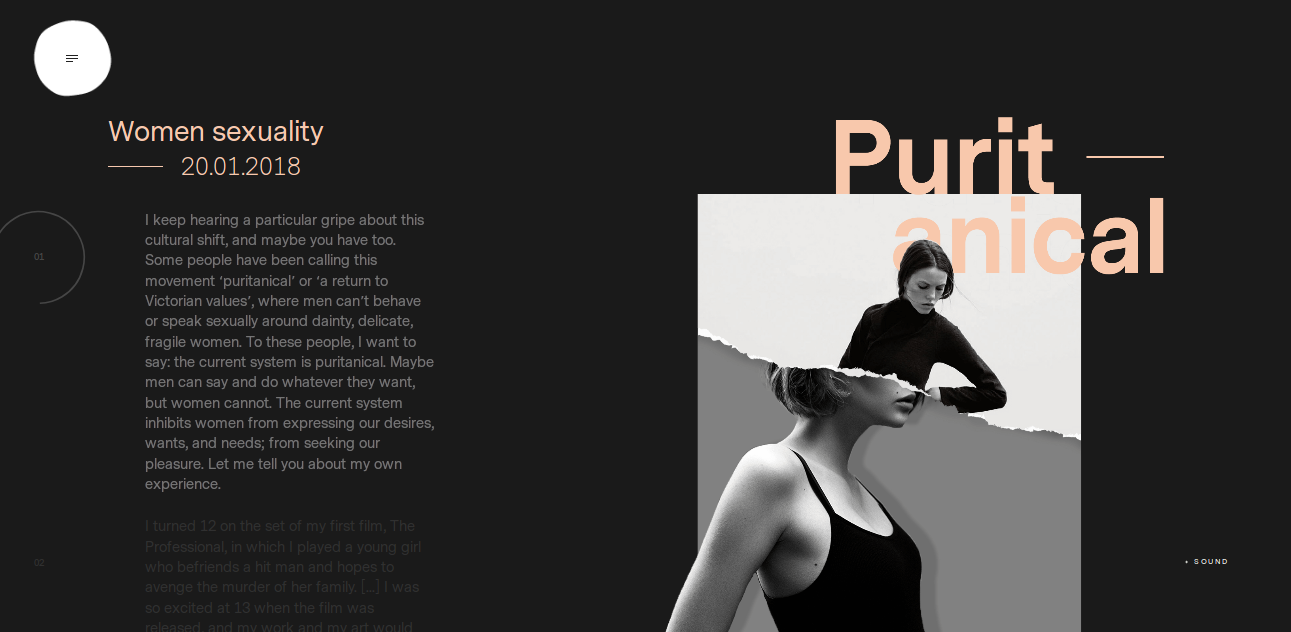 Women sexuality
20.01.2018
Purit
anical
01
I keep hearing a particular gripe about this
cultural shift, and maybe you have too.
Some people have been calling this
movement ‘puritanical’ or ‘a return to
Victorian values’, where men can’t behave
or speak sexually around dainty, delicate,
fragile women. To these people, I want to
say: the current system is puritanical. Maybe
men can say and do whatever they want,
but women cannot. The current system
inhibits women from expressing our desires,
wants, and needs; from seeking our
pleasure. Let me tell you about my own
experience.
02
I turned 12 on the set of my first film, The
Professional, in which I played a young girl
who befriends a hit man and hopes to
avenge the murder of her family. [...] I was
so excited at 13 when the film was
released, and my work and my art would
+ SOUND